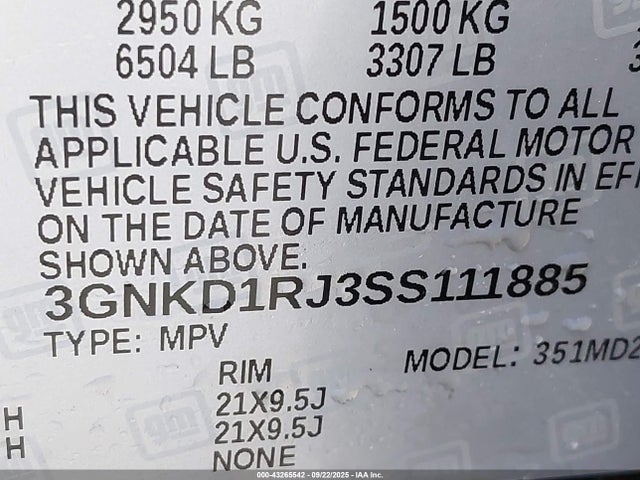 2950 KG 1500 KG
6504 LB 3307 LB 3
THIS VEHICLE CONFORMS TO ALL
APPLICABLE U.S. FEDERAL MOTOR
VEHICLE SAFETY STANDARDS IN EFF
ON THE DATE OF MANUFACTURE
SHOWN ABOVE.
3GNKD1RJ3SS111885
TYPE: MPV MODEL: 351MD2
RIM
H 21X9.5J
H 21X9.5J
NONE
000-43265542 - 09/22/2025 - IAA Inc.